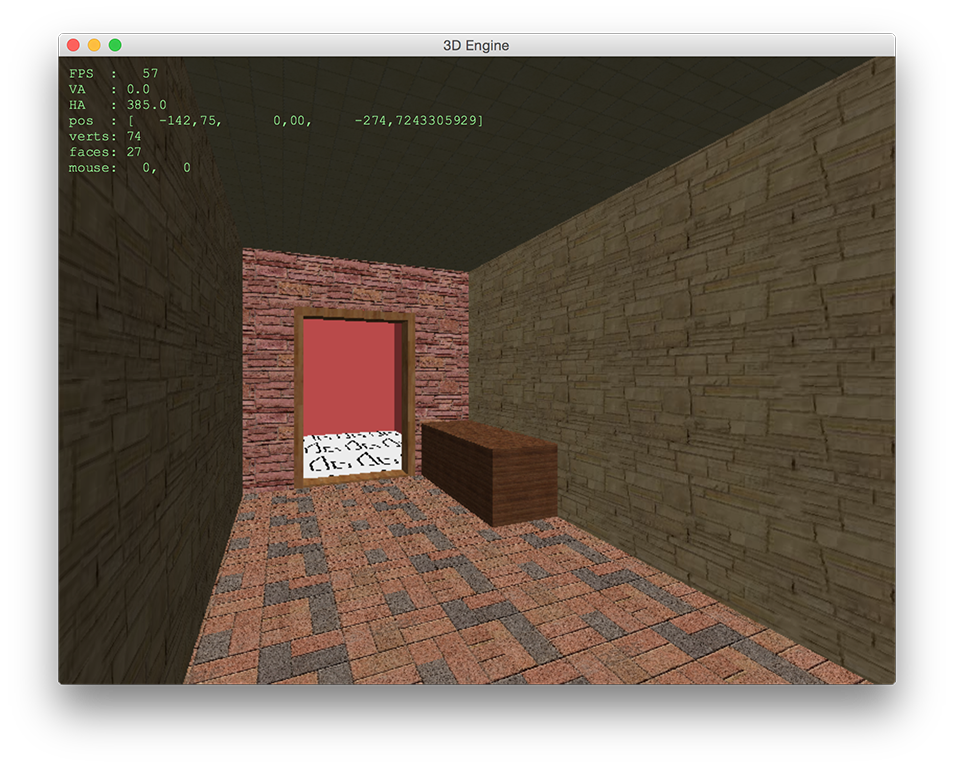 3D Engine
FPS  :   57
VA   : 0.0
HA   : 385.0
pos  : [   -142,75,      0,00,     -274,7243305929]
verts: 74
faces: 27
mouse:   0,   0